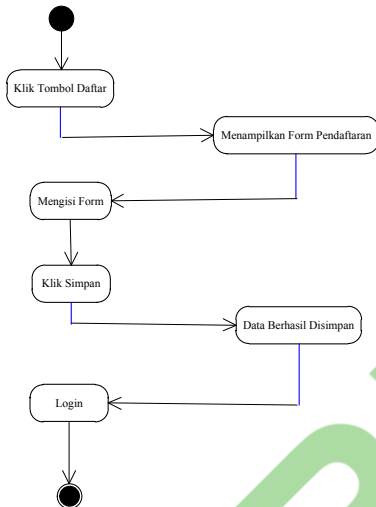 Klik Tombol Daftar
Menampilkan Form Pendaftaran
Mengisi Form
Klik Simpan
Data Berhasil Disimpan
Login